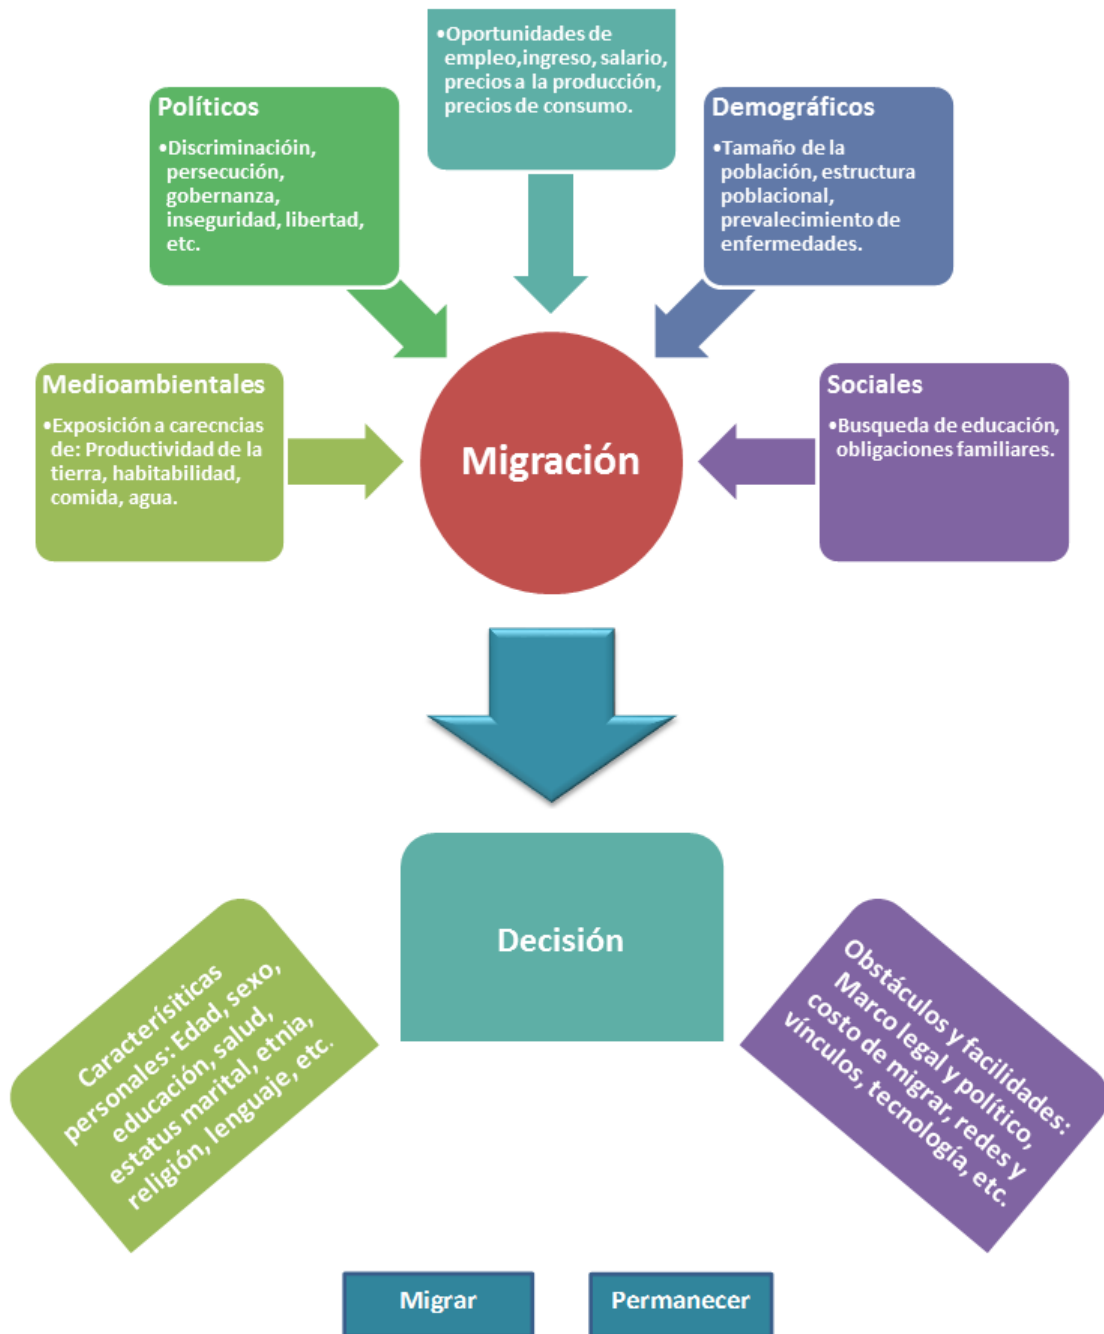 •Oportunidades de
empleo,ingreso, salario,
precios a la producción,
precios de consumo.
Políticos
•Discriminacióin,
persecución,
gobernanza,
inseguridad, libertad,
etc.
Demográficos
•Tamaño de la
población, estructura
poblacional,
prevalecimiento de
enfermedades.
Medioambientales
•Exposición a carecncias
de: Productividad de la
tierra, habitabilidad,
comida, agua.
Migración
Sociales
•Busqueda de educación,
obligaciones familiares.
Decisión
Caracterísiticas
personales: Edad, sexo,
educación, salud,
estatus marital, etnia,
religión, lenguaje, etc.
Obstáculos y facilidades:
Marco legal y político,
costo de migrar, redes y
vínculos, tecnología, etc.
Migrar
Permanecer